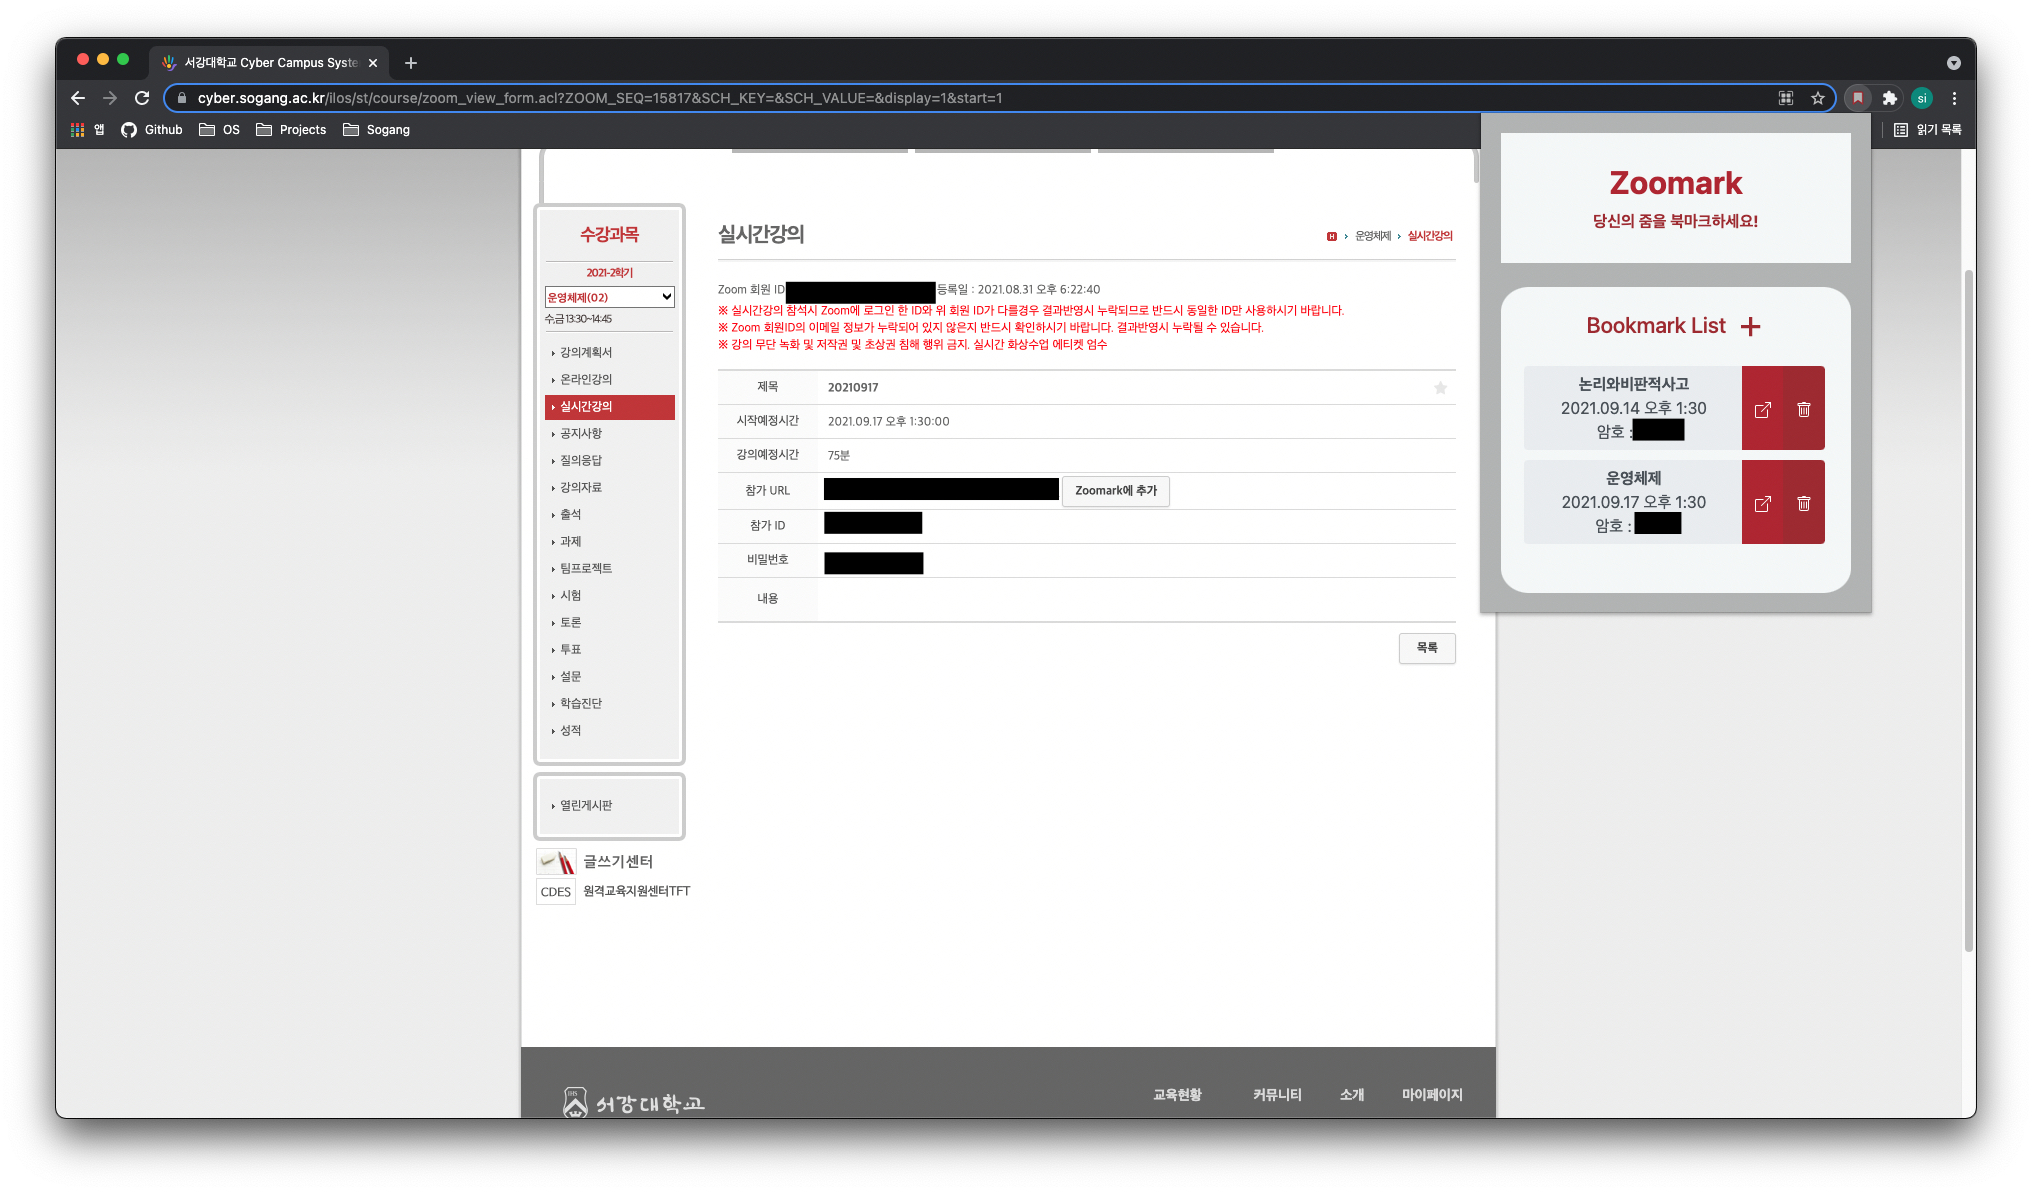 서강대학교 Cyber Campus Syste
cyber.sogang.ac.kr/ilos/st/course/zoom_view_form.acl?ZOOM_SEQ=15817&SCH_KEY=&SCH_VALUE=&display=1&start=1
si
앱 Github OS Projects Sogang
읽기 목록
수강과목
2021-2학기
운영체제(02)
수,금 13:30~14:45
강의계획서
온라인강의
실시간강의
공지사항
질의응답
강의자료
출석
과제
팀프로젝트
시험
토론
투표
설문
학습진단
성적
열린게시판
글쓰기센터
CDES 원격교육지원센터TFT
실시간강의
H 운영체제 실시간강의
Zoom 회원 ID 등록일 : 2021.08.31 오후 6:22:40
※ 실시간강의 참석시 Zoom에 로그인 한 ID와 위 회원 ID가 다를경우 결과반영시 누락되므로 반드시 동일한 ID만 사용하시기 바랍니다.
※ Zoom 회원ID의 이메일 정보가 누락되어 있지 않은지 반드시 확인하시기 바랍니다. 결과반영시 누락될 수 있습니다.
※ 강의 무단 녹화 및 저작권 및 초상권 침해 행위 금지. 실시간 화상수업 에티켓 엄수
제목 20210917
시작예정시간 2021.09.17 오후 1:30:00
강의예정시간 75분
참가 URL Zoomark에 추가
참가 ID
비밀번호
내용
목록
Zoomark
당신의 줌을 북마크하세요!
Bookmark List +
논리와비판적사고
2021.09.14 오후 1:30
암호 :
운영체제
2021.09.17 오후 1:30
암호 :
서강대학교
교육현황 커뮤니티 소개 마이페이지